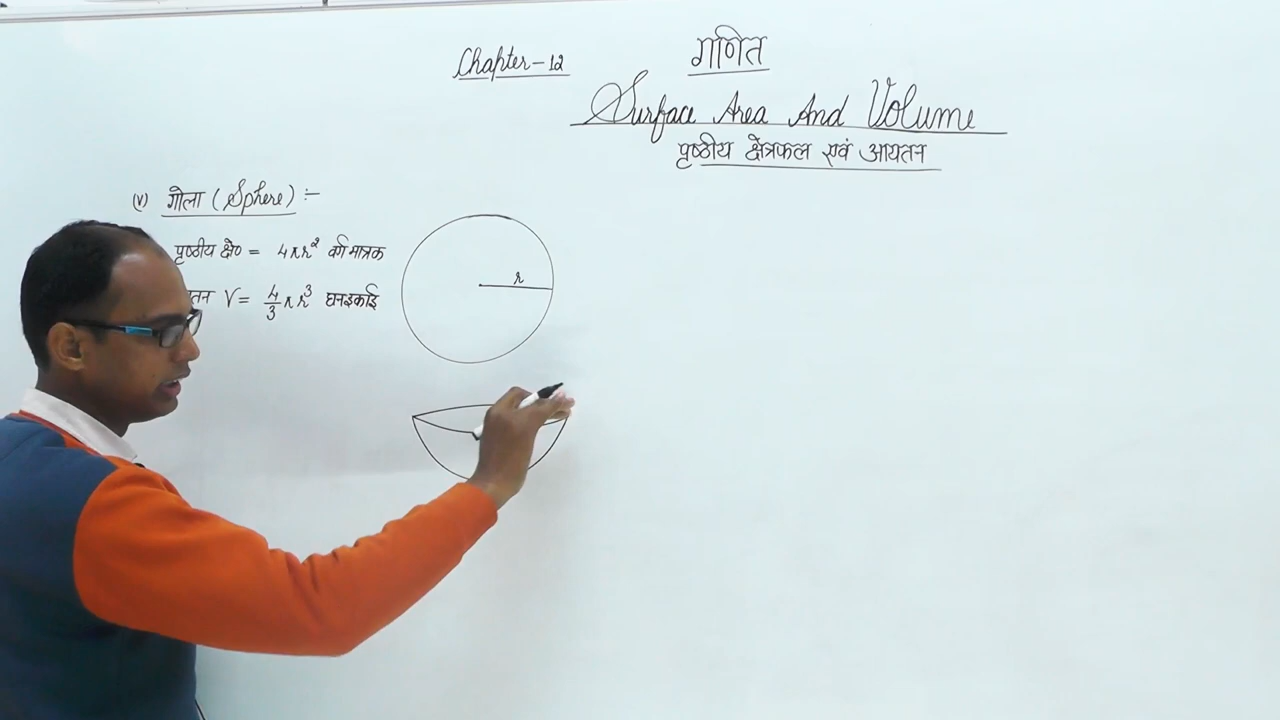 Chapter-12
गणित
Surface Area And Volume
पृष्ठीय क्षेत्रफल एवं आयतन
(V) गोला (Sphere) :-
पृष्ठीय क्षे० = 4πr² वर्ग मात्रक
तन V = 4/3 πr³ घनइकाई
r